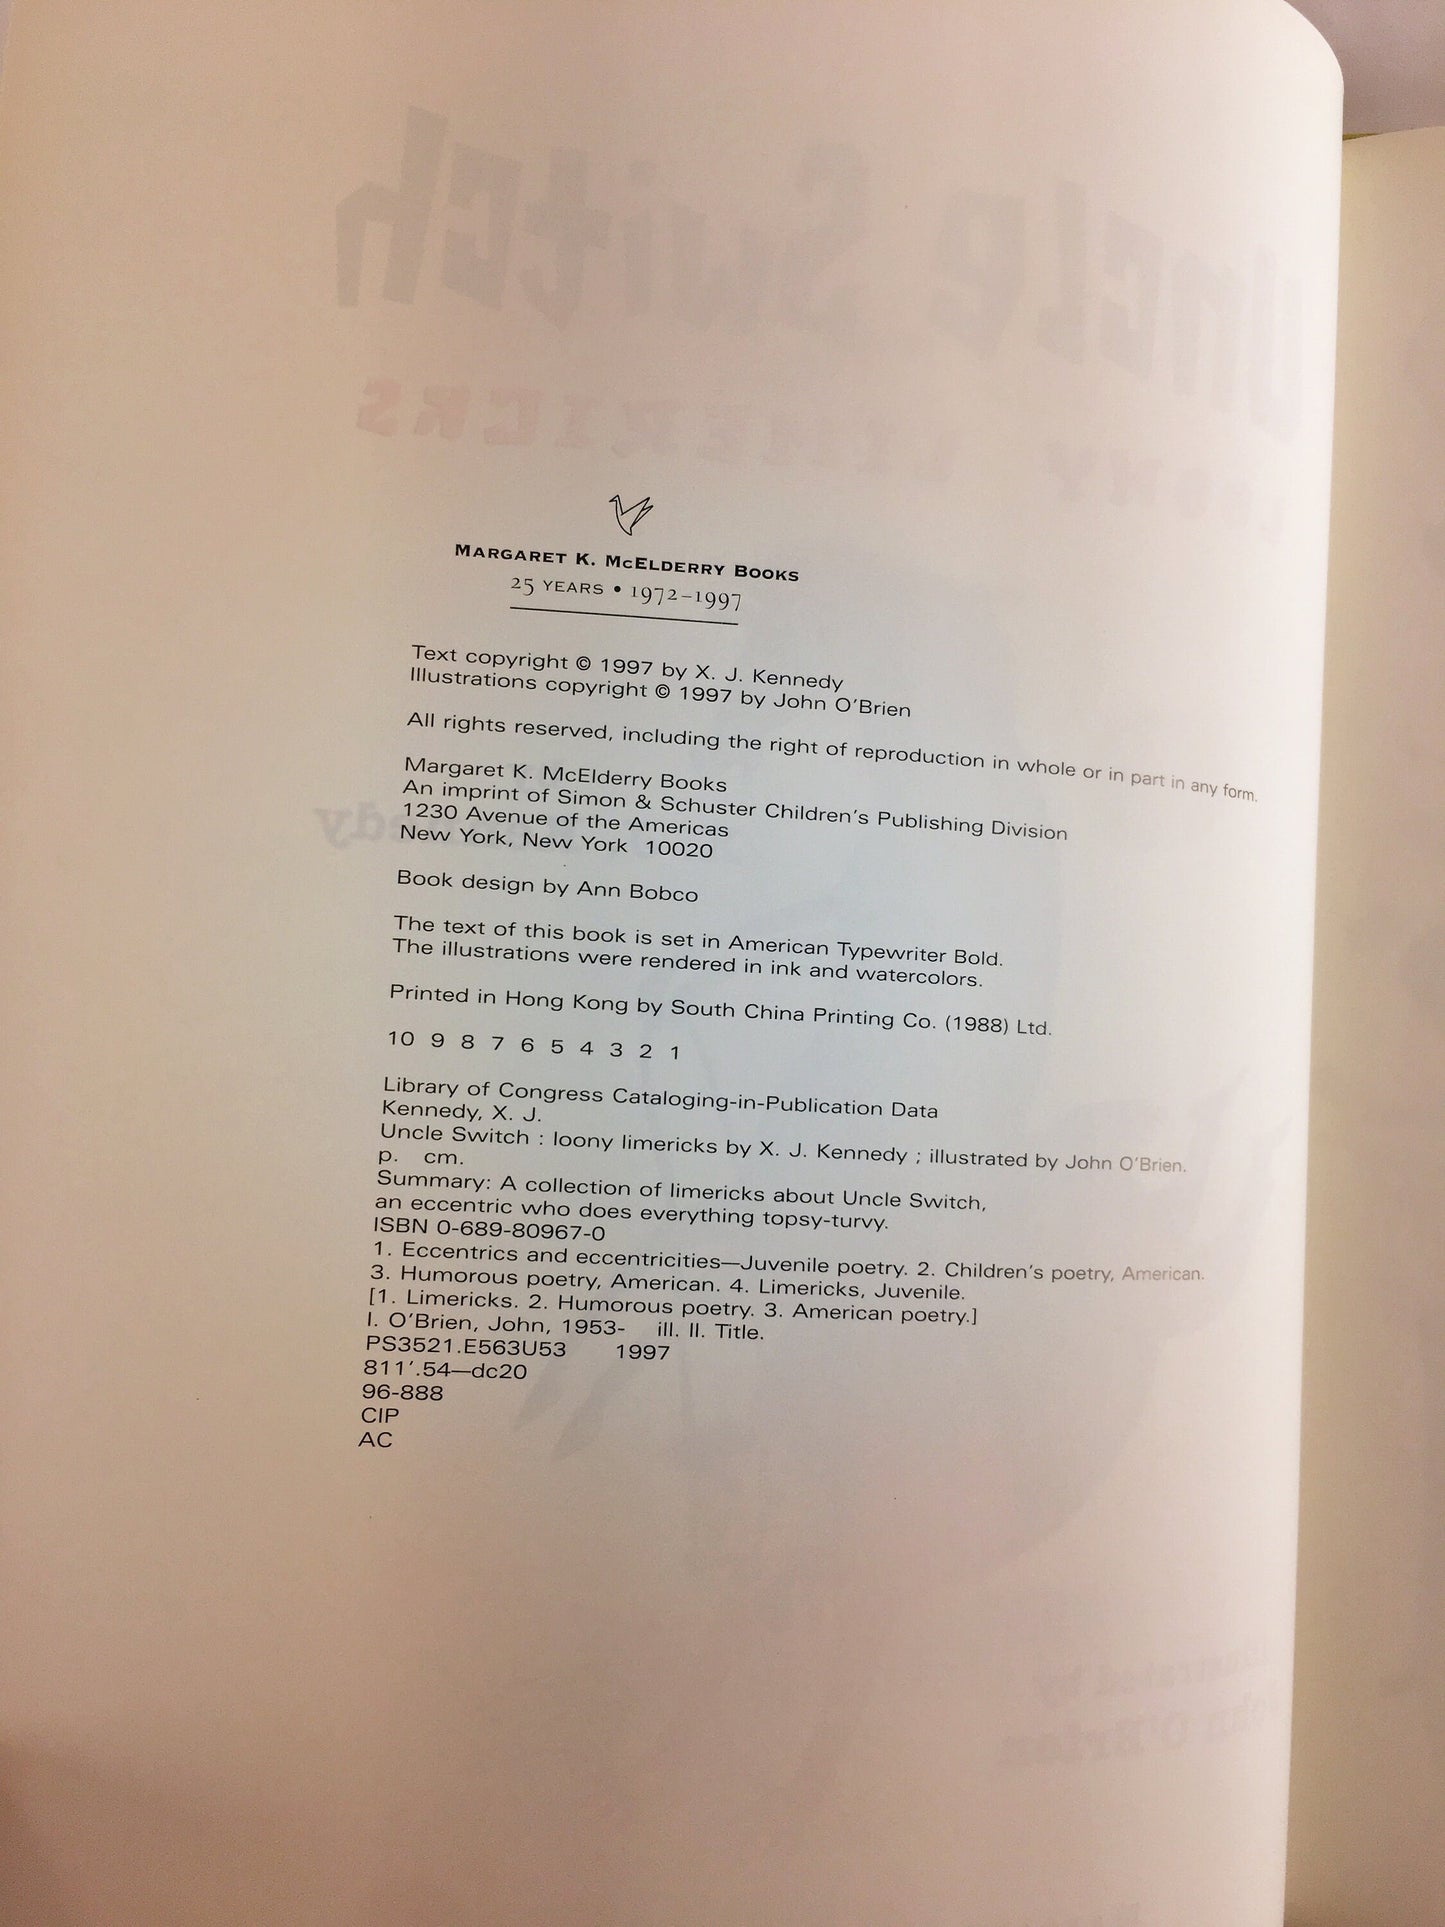 MARGARET K. MCELDERRY BOOKS
25 YEARS • 1972–1997
Text copyright © 1997 by X. J. Kennedy
Illustrations copyright © 1997 by John O'Brien
All rights reserved, including the right of reproduction in whole or in part in any form.
Margaret K. McElderry Books
An imprint of Simon & Schuster Children's Publishing Division
1230 Avenue of the Americas
New York, New York 10020
Book design by Ann Bobco
The text of this book is set in American Typewriter Bold.
The illustrations were rendered in ink and watercolors.
Printed in Hong Kong by South China Printing Co. (1988) Ltd.
10 9 8 7 6 5 4 3 2 1
Library of Congress Cataloging-in-Publication Data
Kennedy, X. J.
Uncle Switch : loony limericks by X. J. Kennedy ; illustrated by John O'Brien.
p. cm.
Summary: A collection of limericks about Uncle Switch,
an eccentric who does everything topsy-turvy.
ISBN 0-689-80967-0
1. Eccentrics and eccentricities—Juvenile poetry. 2. Children's poetry, American.
3. Humorous poetry, American. 4. Limericks, Juvenile.
[1. Limericks. 2. Humorous poetry. 3. American poetry.]
I. O'Brien, John, 1953- ill. II. Title.
PS3521.E563U53 1997
811'.54—dc20
96-888
CIP
AC